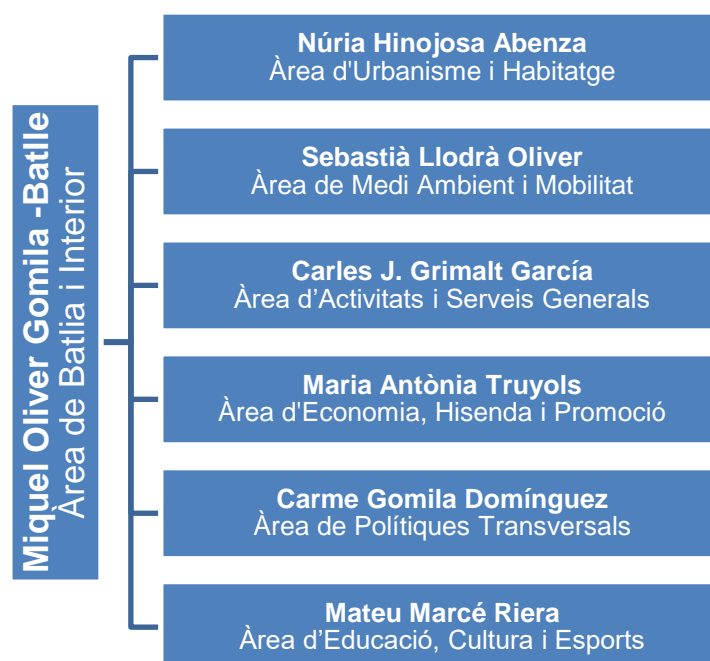 Miquel Oliver Gomila -Batlle
Àrea de Batlia i Interior
Núria Hinojosa Abenza
Àrea d'Urbanisme i Habitatge
Sebastià Llodrà Oliver
Àrea de Medi Ambient i Mobilitat
Carles J. Grimalt García
Àrea d’Activitats i Serveis Generals
Maria Antònia Truyols
Àrea d'Economia, Hisenda i Promoció
Carme Gomila Domínguez
Àrea de Polítiques Transversals
Mateu Marcé Riera
Àrea d’Educació, Cultura i Esports